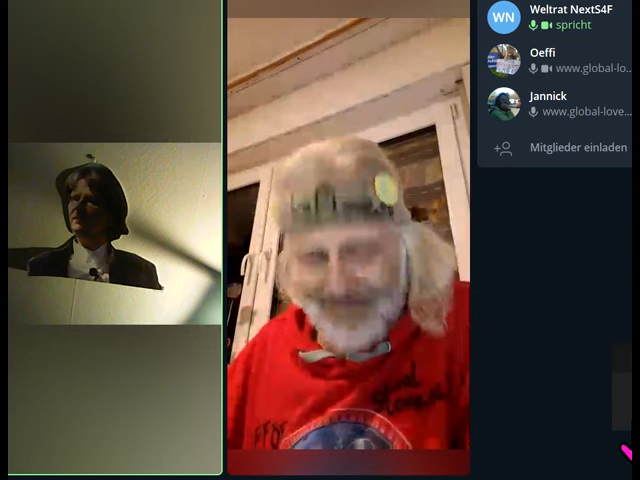 WN
Weltrat NextS4F
spricht
Oeffi
www.global-lo...
Jannick
www.global-love...
Mitglieder einladen